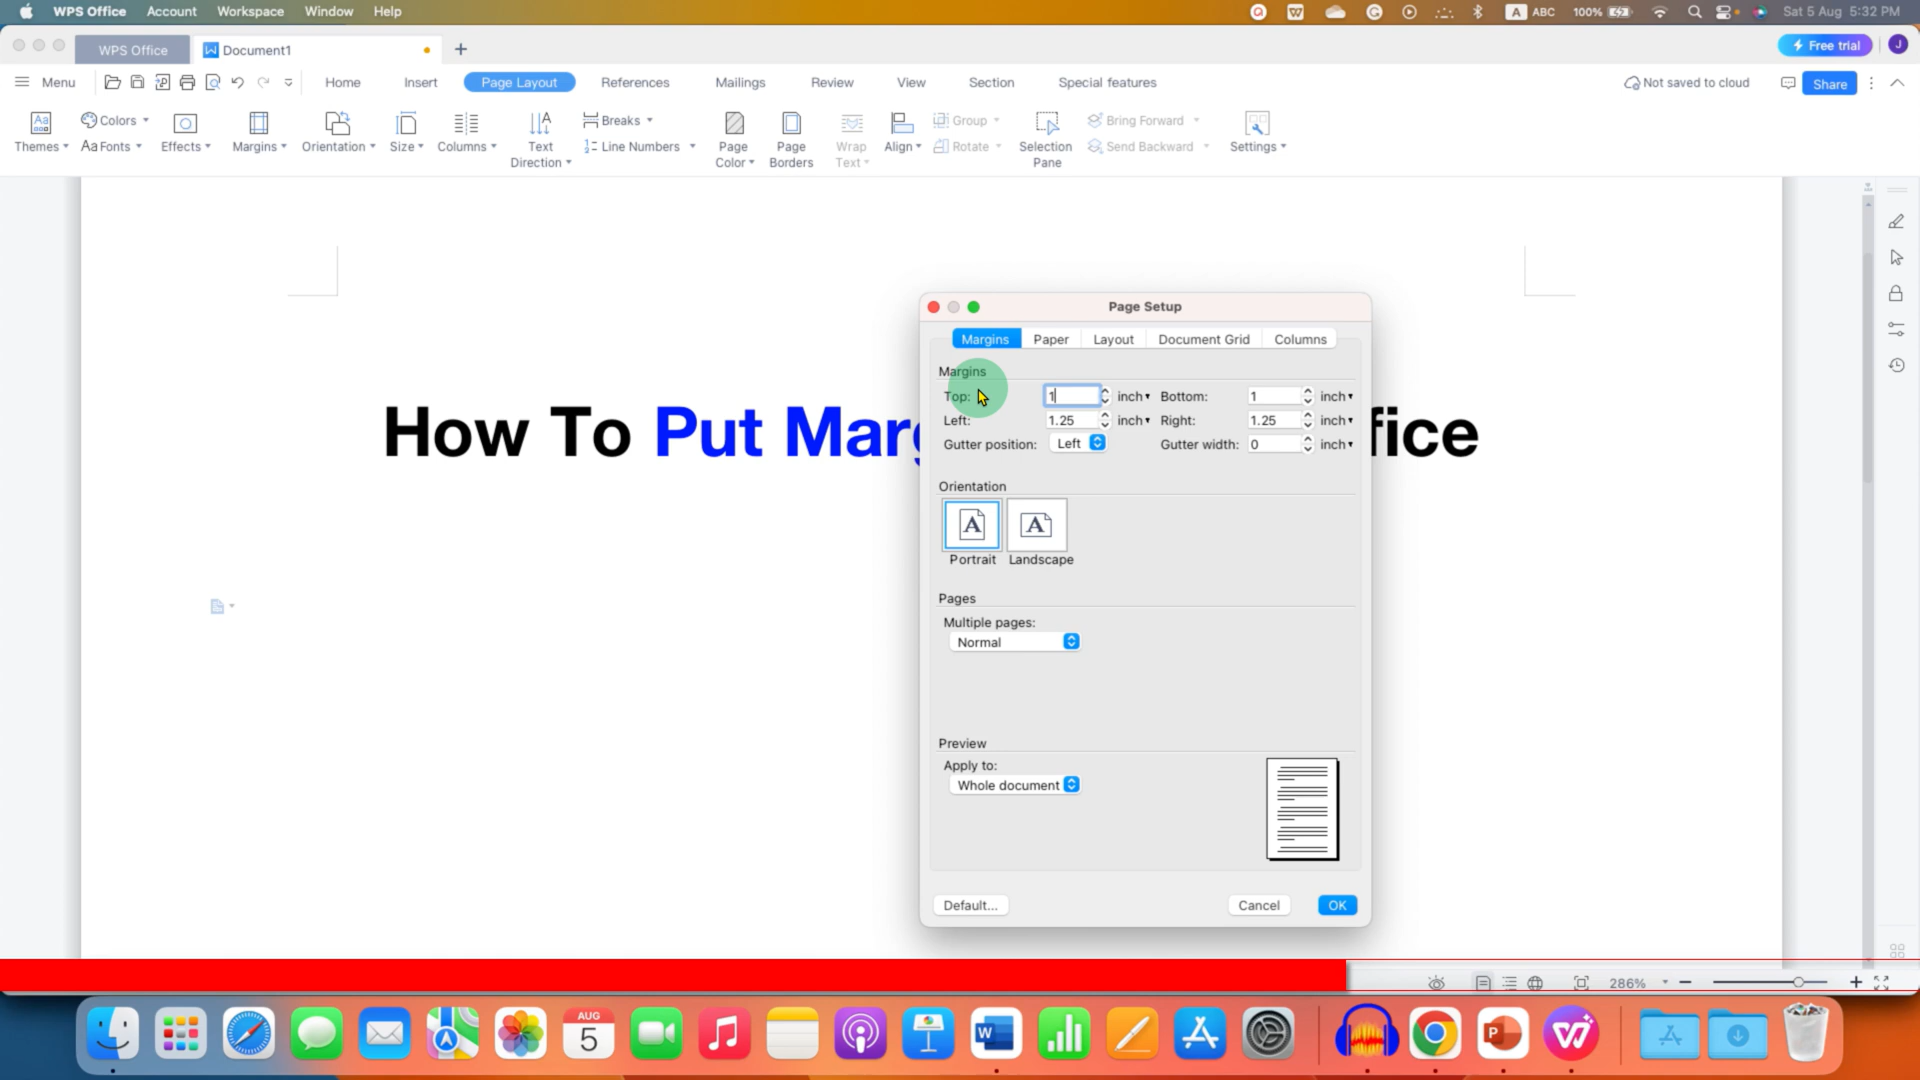 WPS Office Account Workspace Window Help A ABC 100% Sat 5 Aug 5:32 PM
WPS Office Document1 Free trial J
Menu Home Insert Page Layout References Mailings Review View Section Special features Not saved to cloud Share
Themes Colors AaFonts Effects Margins Orientation Size Columns Text Direction Breaks Line Numbers Page Color Page Borders Wrap Text Align Group Rotate Selection Pane Bring Forward Send Backward Settings
Page Setup
Margins Paper Layout Document Grid Columns
Margins
Top: 1 inch Bottom: 1 inch
How To Put Marg fice
Left: 1.25 inch Right: 1.25 inch
Gutter position: Left Gutter width: 0 inch
Orientation
A A
Portrait Landscape
Pages
Multiple pages:
Normal
Preview
Apply to:
Whole document
Default... Cancel OK
286%
AUG
5
W
P